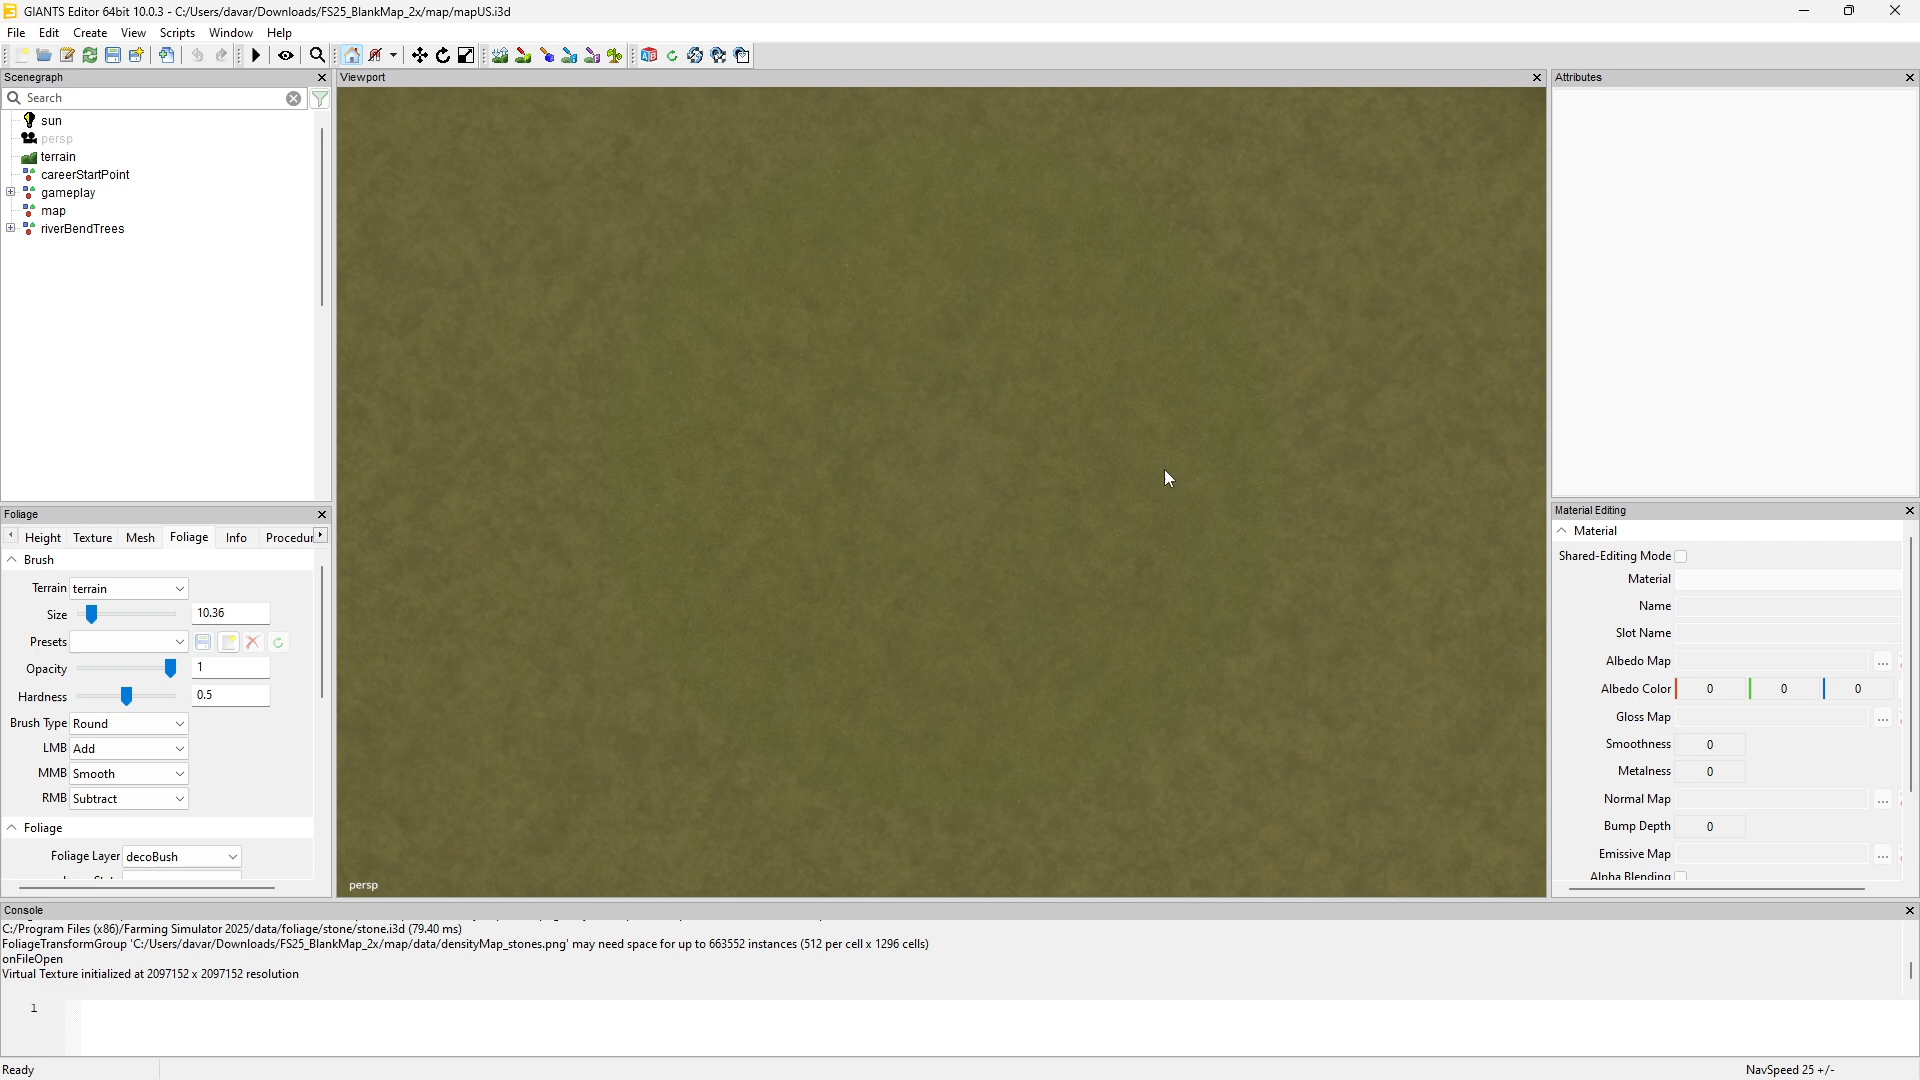 GIANTS Editor 64bit 10.0.3 - C:/Users/davar/Downloads/FS25_BlankMap_2x/map/mapUS.i3d
File Edit Create View Scripts Window Help
Scenegraph
Search
sun
persp
terrain
careerStartPoint
gameplay
map
riverBendTrees
Viewport
persp
Attributes
Foliage
Height Texture Mesh Foliage Info Procedur
Brush
Terrain terrain
Size 10.36
Presets
Opacity 1
Hardness 0.5
Brush Type Round
LMB Add
MMB Smooth
RMB Subtract
Foliage
Foliage Layer decoBush
Material Editing
Material
Shared-Editing Mode
Material
Name
Slot Name
Albedo Map ...
Albedo Color 0 0 0
Gloss Map ...
Smoothness 0
Metalness 0
Normal Map ...
Bump Depth 0
Emissive Map ...
Alpha Blending
Console
C:/Program Files (x86)/Farming Simulator 2025/data/foliage/stone/stone.i3d (79.40 ms)
FoliageTransformGroup 'C:/Users/davar/Downloads/FS25_BlankMap_2x/map/data/densityMap_stones.png' may need space for up to 663552 instances (512 per cell x 1296 cells)
onFileOpen
Virtual Texture initialized at 2097152 x 2097152 resolution
1
Ready
NavSpeed 25 +/-